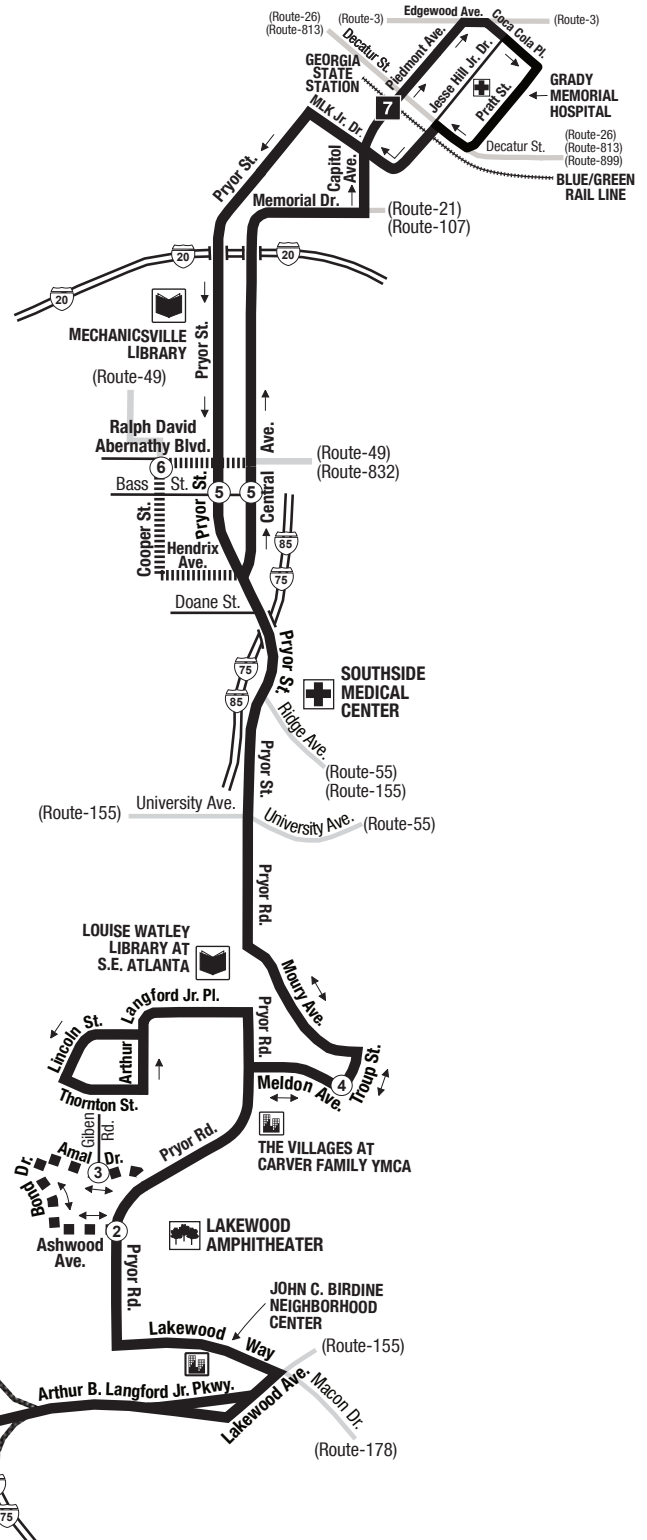 (Route-26)
(Route-813)
(Route-3)
Edgewood Ave.
(Route-3)
Coca Cola Pl.
Decatur St.
Piedmont Ave.
Jesse Hill Jr. Dr.
Pratt St.
GEORGIA
STATE
STATION
GRADY
MEMORIAL
HOSPITAL
7
MLK Jr. Dr.
Decatur St.
(Route-26)
(Route-813)
(Route-899)
BLUE/GREEN
RAIL LINE
Pryor St.
Capitol
Ave.
Memorial Dr.
(Route-21)
(Route-107)
20
20
20
MECHANICSVILLE
LIBRARY
Pryor St.
(Route-49)
Ralph David
Abernathy Blvd.
Central Ave.
(Route-49)
(Route-832)
6
Bass St.
Pryor St.
5
5
Cooper St.
Hendrix
Ave.
85
75
Doane St.
Pryor St.
75
85
SOUTHSIDE
MEDICAL
CENTER
Ridge Ave.
Pryor St.
(Route-55)
(Route-155)
(Route-155)
University Ave.
University Ave.
(Route-55)
Pryor Rd.
LOUISE WATLEY
LIBRARY AT
S.E. ATLANTA
Moury Ave.
Langford Jr. Pl.
Arthur
Lincoln St.
Pryor Rd.
Troup St.
Meldon Ave.
4
Thornton St.
Giben
Rd.
Pryor Rd.
THE VILLAGES AT
CARVER FAMILY YMCA
Amal Dr.
3
Bound Dr.
2
Ashwood
Ave.
LAKEWOOD
AMPHITHEATER
Pryor Rd.
JOHN C. BIRDINE
NEIGHBORHOOD
CENTER
Lakewood Way
(Route-155)
Arthur B. Langford Jr. Pkwy.
Lakewood Ave.
Macon Dr.
(Route-178)
75